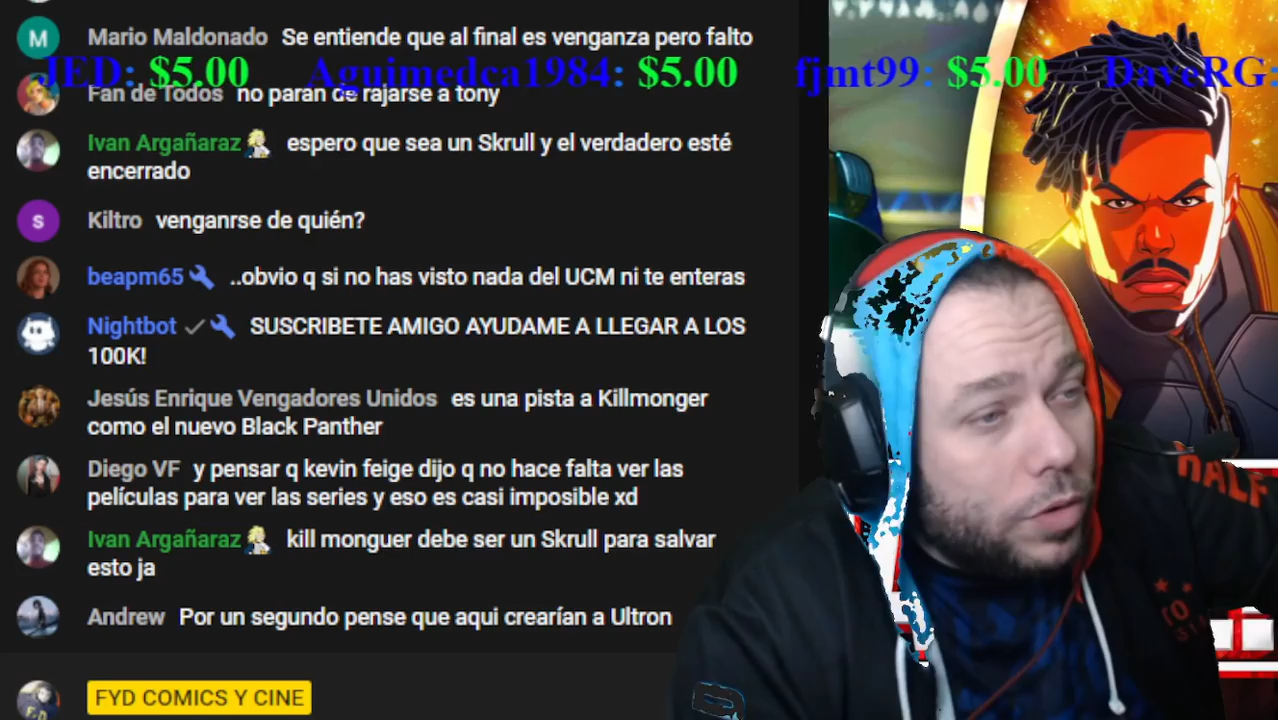 Mario Maldonado Se entiende que al final es venganza pero falto
JED: $5.00 Aguimedca1984: $5.00 fjmt99: $5.00 DaveRG:
Fan de Todos no paran de rajarse a tony
Ivan Argañaraz espero que sea un Skrull y el verdadero esté
encerrado
Kiltro venganrse de quién?
beapm65 ..obvio q si no has visto nada del UCM ni te enteras
Nightbot SUSCRIBETE AMIGO AYUDAME A LLEGAR A LOS
100K!
Jesús Enrique Vengadores Unidos es una pista a Killmonger
como el nuevo Black Panther
Diego VF y pensar q kevin feige dijo q no hace falta ver las
películas para ver las series y eso es casi imposible xd
Ivan Argañaraz kill monguer debe ser un Skrull para salvar
esto ja
Andrew Por un segundo pense que aqui crearían a Ultron
FYD COMICS Y CINE
M
S
HALF